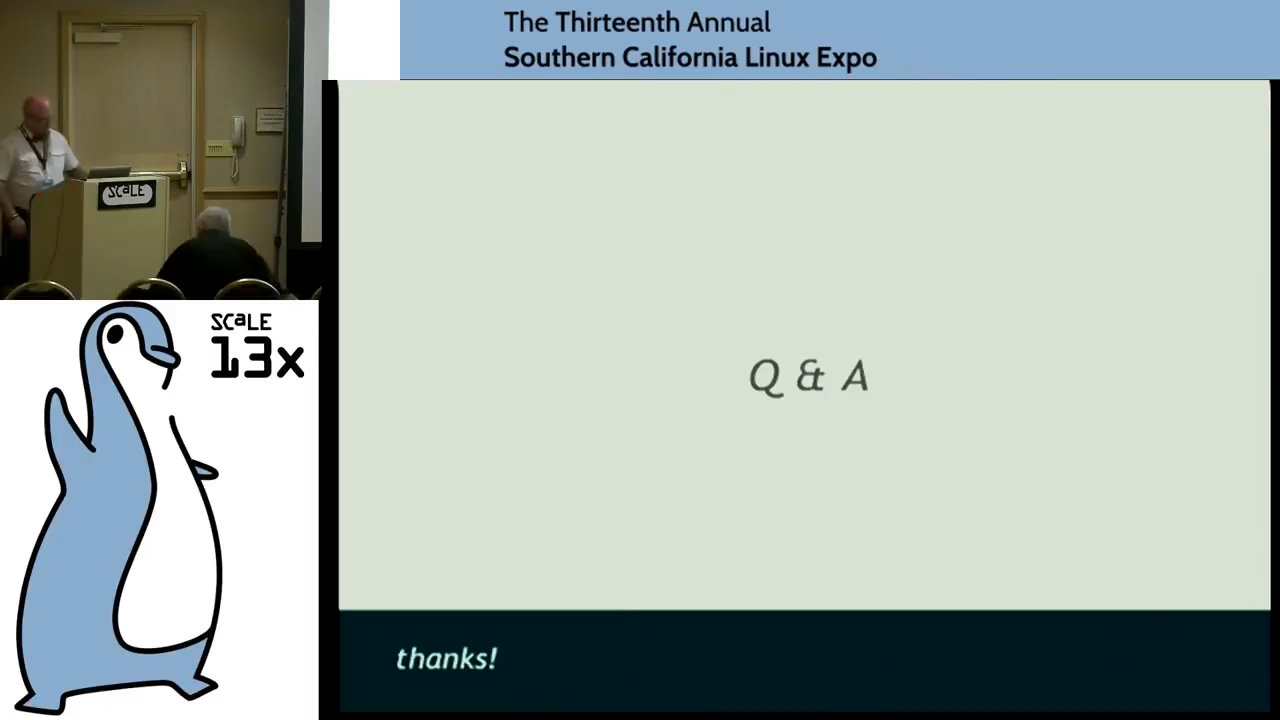 The Thirteenth Annual
Southern California Linux Expo
SCaLE
SCaLE
13x
Q & A
thanks!